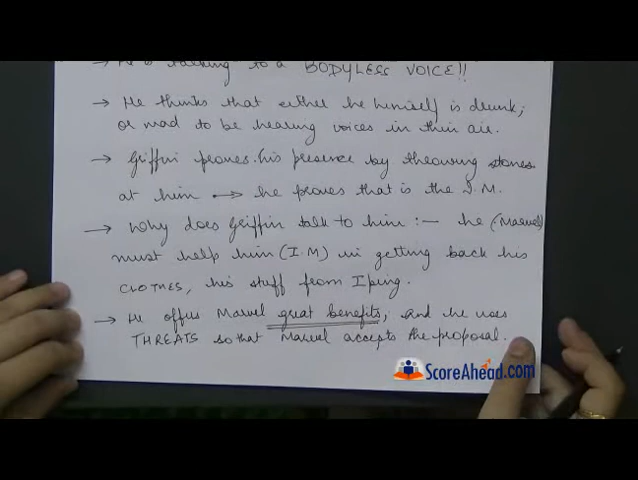 → He is talking to a BODYLESS VOICE!!
→ He thinks that either he himself is drunk;
or mad to be hearing voices in thin air.
→ Griffin proves his presence by throwing stones
at him → he proves that is the I.M.
→ Why does Griffin talk to him :— he (Marvel)
must help him (I.M) in getting back his
CLOTHES, his stuff from Iping.
→ He offers Marvel great benefits, and he uses
THREATS so that Marvel accepts the proposal.
ScoreAhead.com